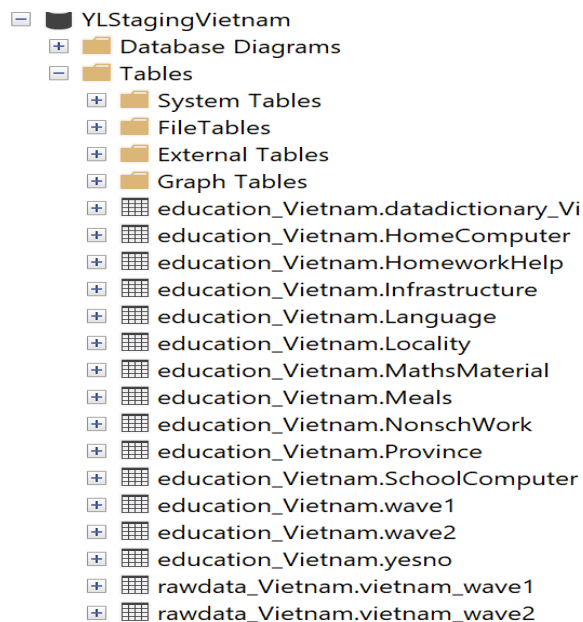 YLStagingVietnam
Database Diagrams
Tables
System Tables
FileTables
External Tables
Graph Tables
education_Vietnam.datadictionary_Vi
education_Vietnam.HomeComputer
education_Vietnam.HomeworkHelp
education_Vietnam.Infrastructure
education_Vietnam.Language
education_Vietnam.Locality
education_Vietnam.MathsMaterial
education_Vietnam.Meals
education_Vietnam.NonschWork
education_Vietnam.Province
education_Vietnam.SchoolComputer
education_Vietnam.wave1
education_Vietnam.wave2
education_Vietnam.yesno
rawdata_Vietnam.vietnam_wave1
rawdata_Vietnam.vietnam_wave2